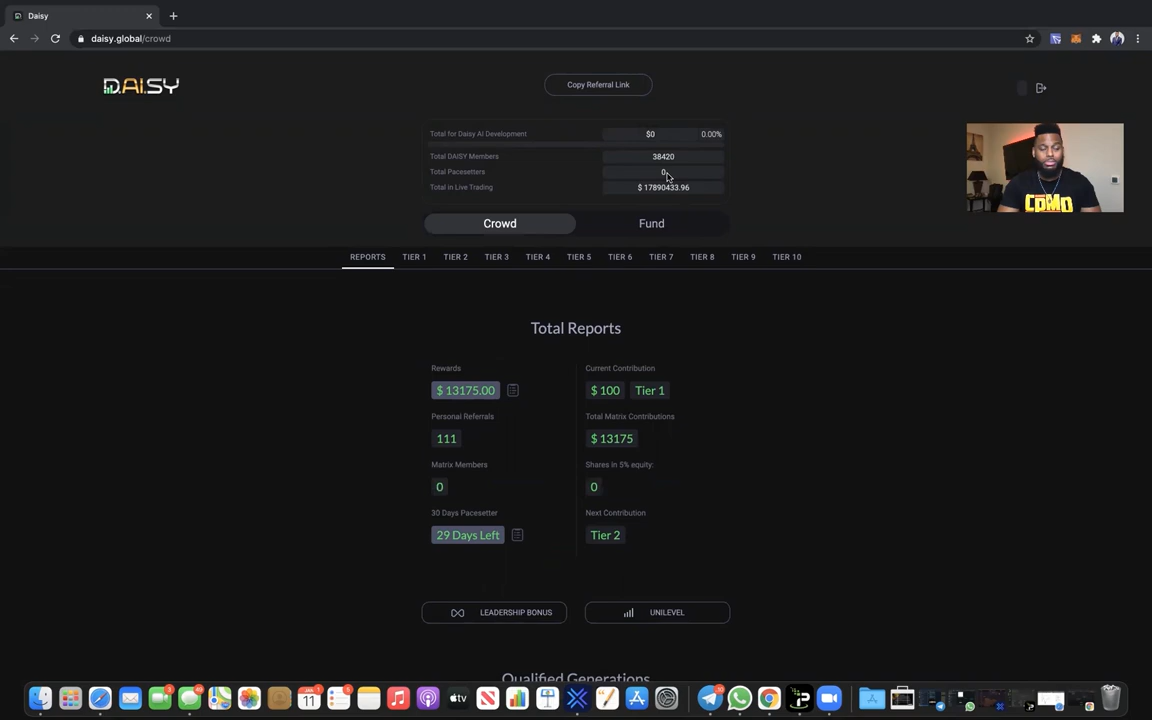 Daisy
daisy.global/crowd
DAISY
Copy Referral Link
Total for Daisy AI Development $0 0.00%
Total DAISY Members 38420
Total Pacesetters 0
Total in Live Trading $ 17890433.96
Crowd Fund
REPORTS TIER 1 TIER 2 TIER 3 TIER 4 TIER 5 TIER 6 TIER 7 TIER 8 TIER 9 TIER 10
Total Reports
Rewards
$ 13175.00
Personal Referrals
111
Matrix Members
0
30 Days Pacesetter
29 Days Left
Current Contribution
$ 100 Tier 1
Total Matrix Contributions
$ 13175
Shares In 5% equity:
0
Next Contribution
Tier 2
LEADERSHIP BONUS UNILEVEL
Qualified Generations